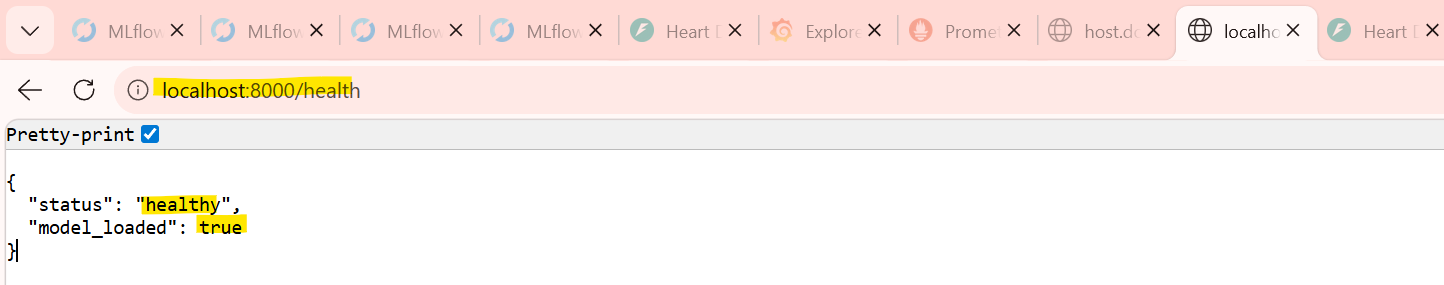 MLflow MLflow MLflow MLflow Heart Explore Prome host.do localho Heart
localhost:8000/health
Pretty-print
{
"status": "healthy",
"model_loaded": true
}